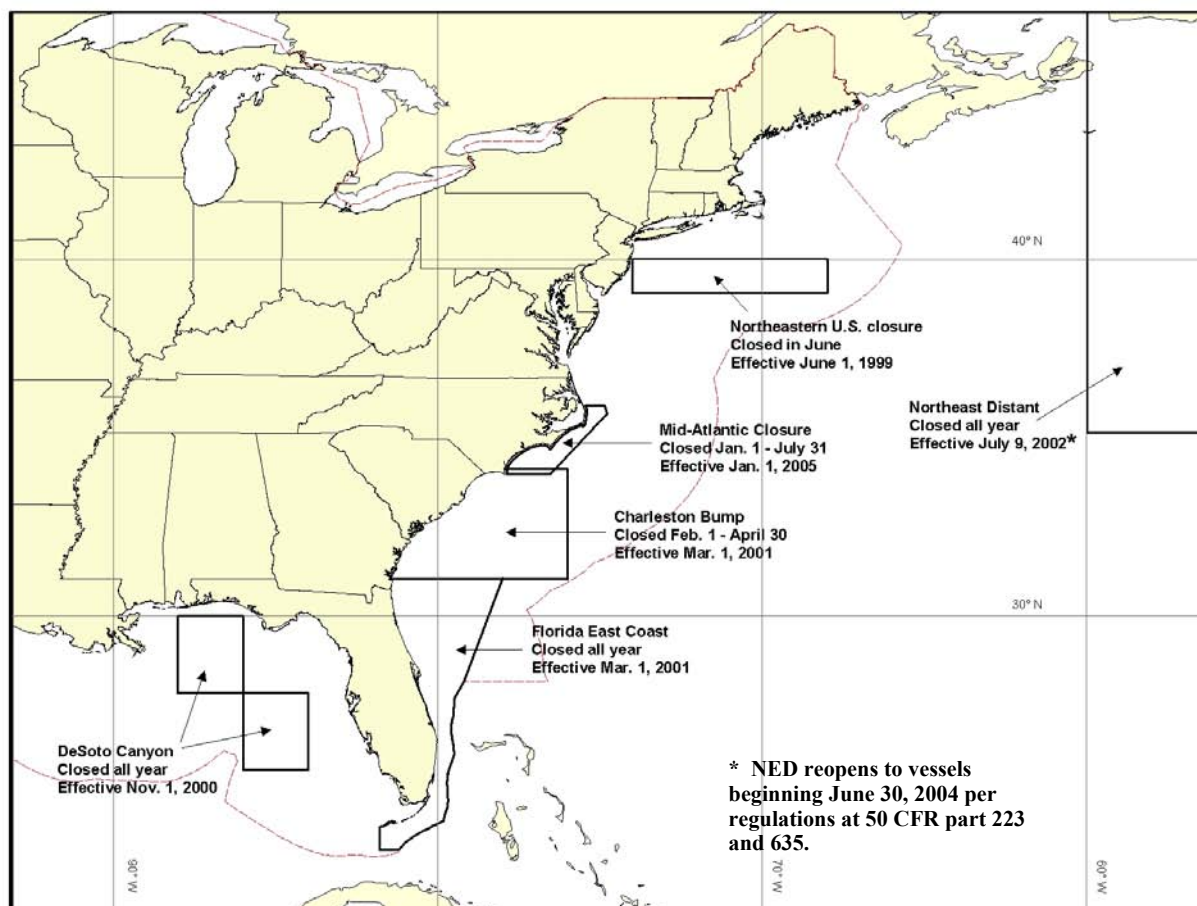 40° N
Northeastern U.S. closure
Closed in June
Effective June 1, 1999
Northeast Distant
Closed all year
Effective July 9, 2002*
Mid-Atlantic Closure
Closed Jan. 1 - July 31
Effective Jan. 1, 2005
Charleston Bump
Closed Feb. 1 - April 30
Effective Mar. 1, 2001
30° N
Florida East Coast
Closed all year
Effective Mar. 1, 2001
DeSoto Canyon
Closed all year
Effective Nov. 1, 2000
* NED reopens to vessels
beginning June 30, 2004 per
regulations at 50 CFR part 223
and 635.
90° W
70° W
60° W